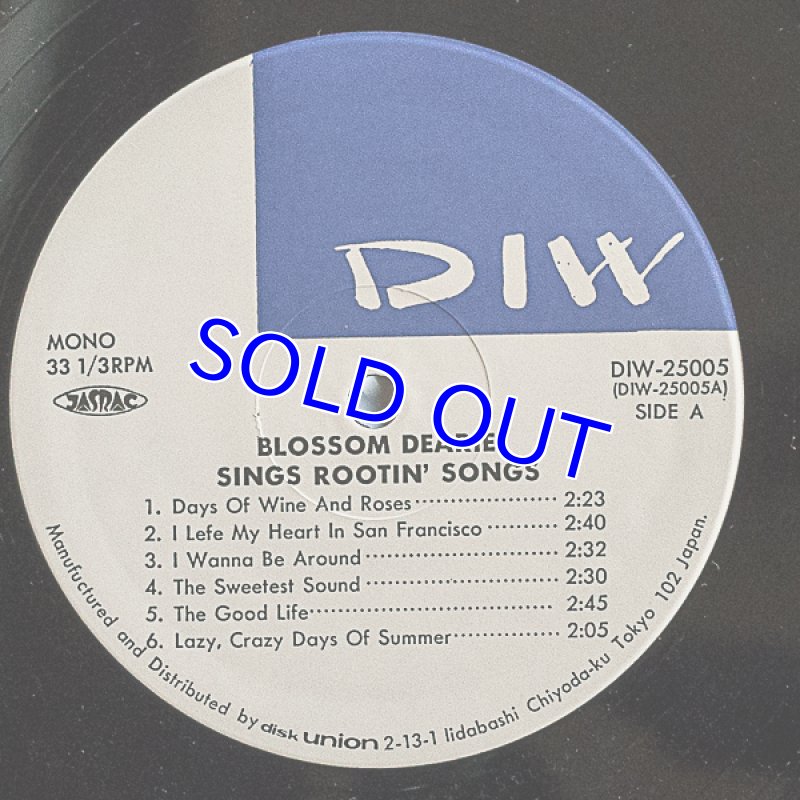 DIW
MONO
33 1/3RPM
JASRAC
DIW-25005
(DIW-25005A)
SIDE A
SOLD OUT
BLOSSOM DEARIE
SINGS ROOTIN' SONGS
1. Days Of Wine And Roses 2:23
2. I Lefe My Heart In San Francisco 2:40
3. I Wanna Be Around 2:32
4. The Sweetest Sound 2:30
5. The Good Life 2:45
6. Lazy, Crazy Days Of Summer 2:05
Manufuctured and Distributed by disk union 2-13-1 Iidabashi Chiyoda-ku Tokyo 102 Japan.